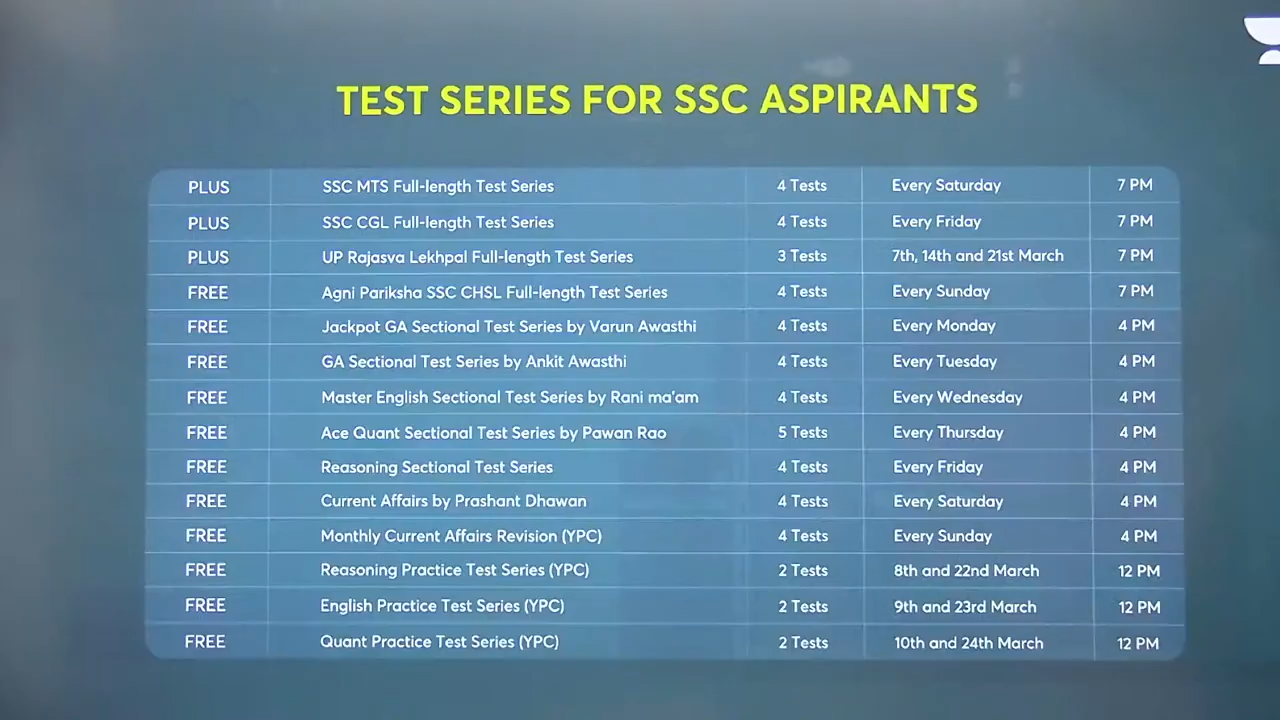 TEST SERIES FOR SSC ASPIRANTS
PLUS SSC MTS Full-length Test Series 4 Tests Every Saturday 7 PM
PLUS SSC CGL Full-length Test Series 4 Tests Every Friday 7 PM
PLUS UP Rajasva Lekhpal Full-length Test Series 3 Tests 7th, 14th and 21st March 7 PM
FREE Agni Pariksha SSC CHSL Full-length Test Series 4 Tests Every Sunday 7 PM
FREE Jackpot GA Sectional Test Series by Varun Awasthi 4 Tests Every Monday 4 PM
FREE GA Sectional Test Series by Ankit Awasthi 4 Tests Every Tuesday 4 PM
FREE Master English Sectional Test Series by Rani ma'am 4 Tests Every Wednesday 4 PM
FREE Ace Quant Sectional Test Series by Pawan Rao 5 Tests Every Thursday 4 PM
FREE Reasoning Sectional Test Series 4 Tests Every Friday 4 PM
FREE Current Affairs by Prashant Dhawan 4 Tests Every Saturday 4 PM
FREE Monthly Current Affairs Revision (YPC) 4 Tests Every Sunday 4 PM
FREE Reasoning Practice Test Series (YPC) 2 Tests 8th and 22nd March 12 PM
FREE English Practice Test Series (YPC) 2 Tests 9th and 23rd March 12 PM
FREE Quant Practice Test Series (YPC) 2 Tests 10th and 24th March 12 PM